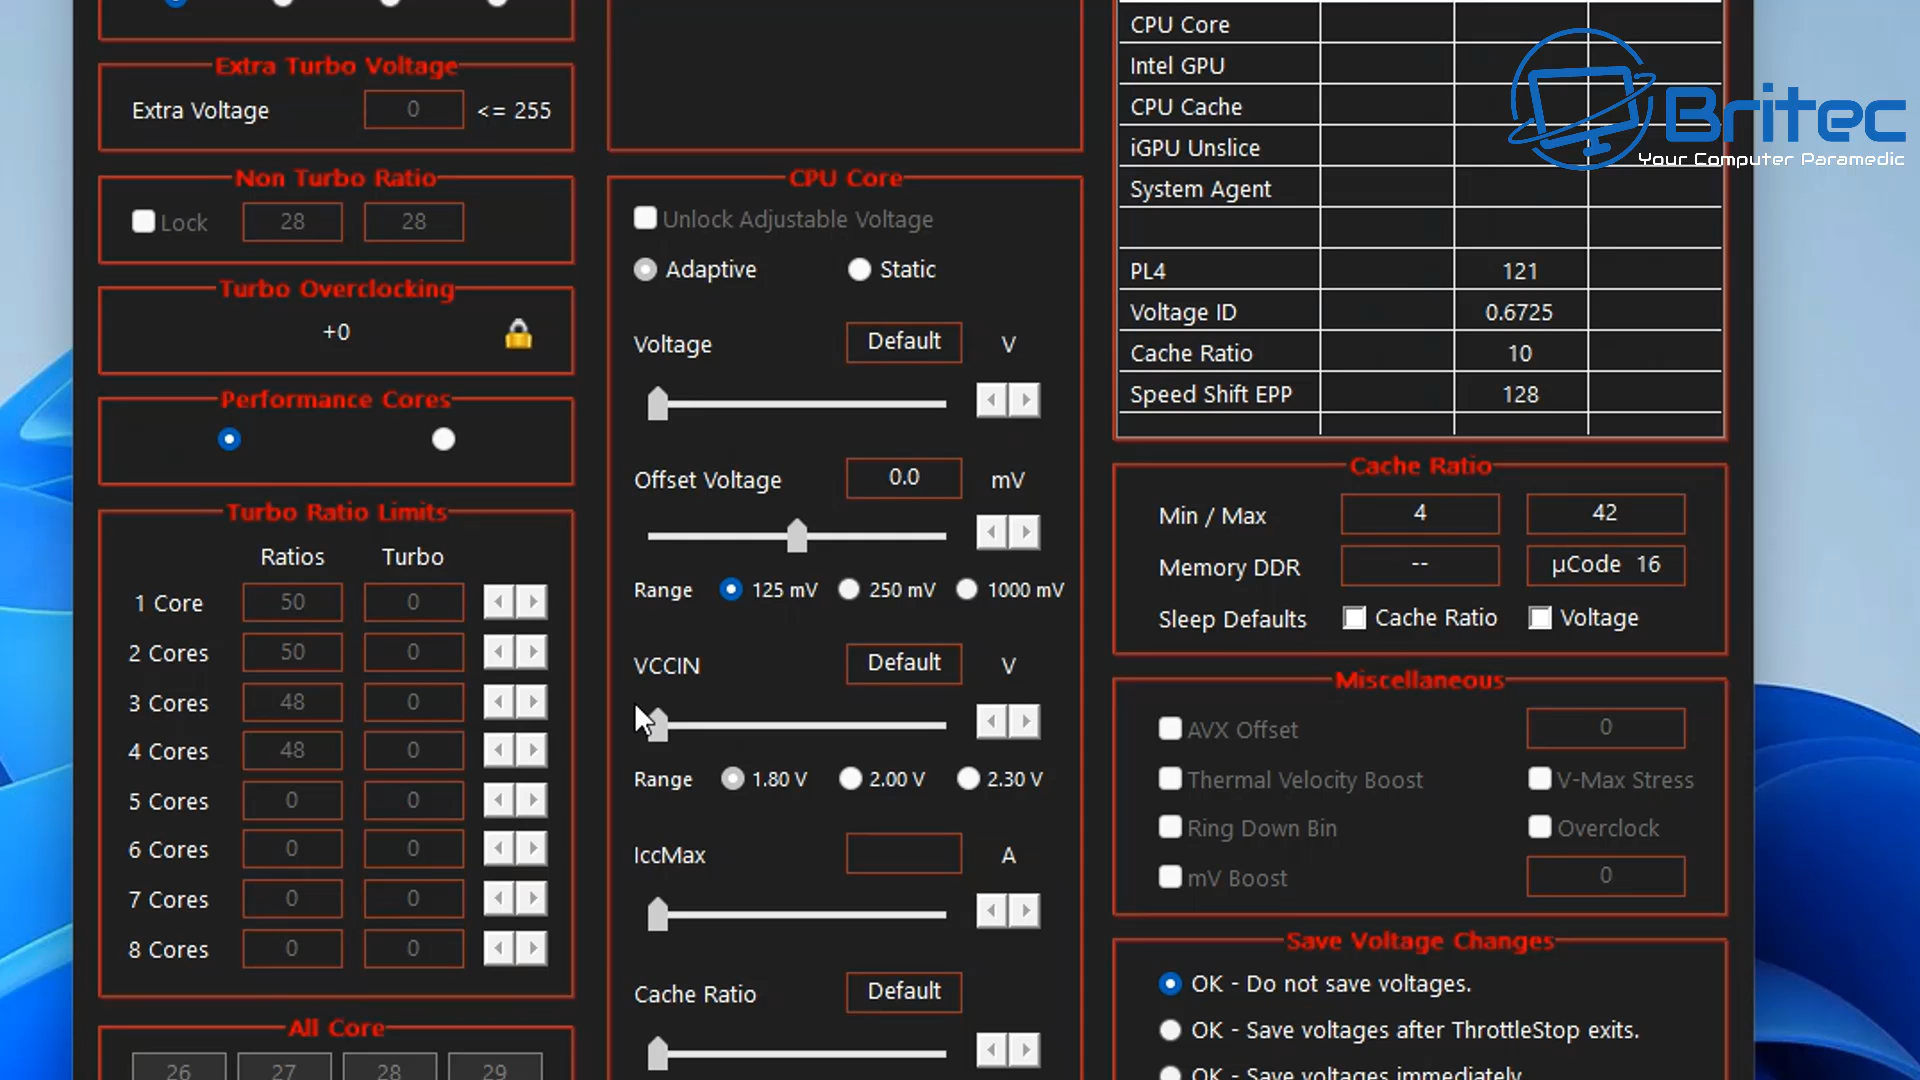 Extra Turbo Voltage
Extra Voltage 0 <= 255
Non Turbo Ratio
Lock 28 28
Turbo Overclocking
+0
Performance Cores
Turbo Ratio Limits
Ratios Turbo
1 Core 50 0
2 Cores 50 0
3 Cores 48 0
4 Cores 48 0
5 Cores 0 0
6 Cores 0 0
7 Cores 0 0
8 Cores 0 0
All Core
26 27 28 29
CPU Core
Unlock Adjustable Voltage
Adaptive Static
Voltage Default V
Offset Voltage 0.0 mV
Range 125 mV 250 mV 1000 mV
VCCIN Default V
Range 1.80 V 2.00 V 2.30 V
IccMax A
Cache Ratio Default
CPU Core
Intel GPU
CPU Cache
iGPU Unslice
System Agent
PL4 121
Voltage ID 0.6725
Cache Ratio 10
Speed Shift EPP 128
Cache Ratio
Min / Max 4 42
Memory DDR -- µCode 16
Sleep Defaults Cache Ratio Voltage
Miscellaneous
AVX Offset 0
Thermal Velocity Boost V-Max Stress
Ring Down Bin Overclock
mV Boost 0
Save Voltage Changes
OK - Do not save voltages.
OK - Save voltages after ThrottleStop exits.
OK - Save voltages immediately.
Britec
Your Computer Paramedic